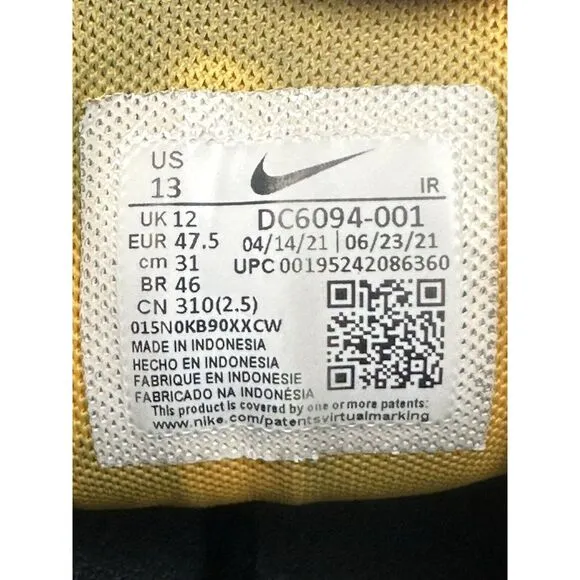 US
13 IR
UK 12 DC6094-001
EUR 47.5 04/14/21 | 06/23/21
cm 31 UPC 00195242086360
BR 46
CN 310(2.5)
015N0KB90XXCW
MADE IN INDONESIA
HECHO EN INDONESIA
FABRIQUE EN INDONESIE
FABRICADO NA INDONÉSIA
This product is covered by one or more patents:
www.nike.com/patentsvirtualmarking